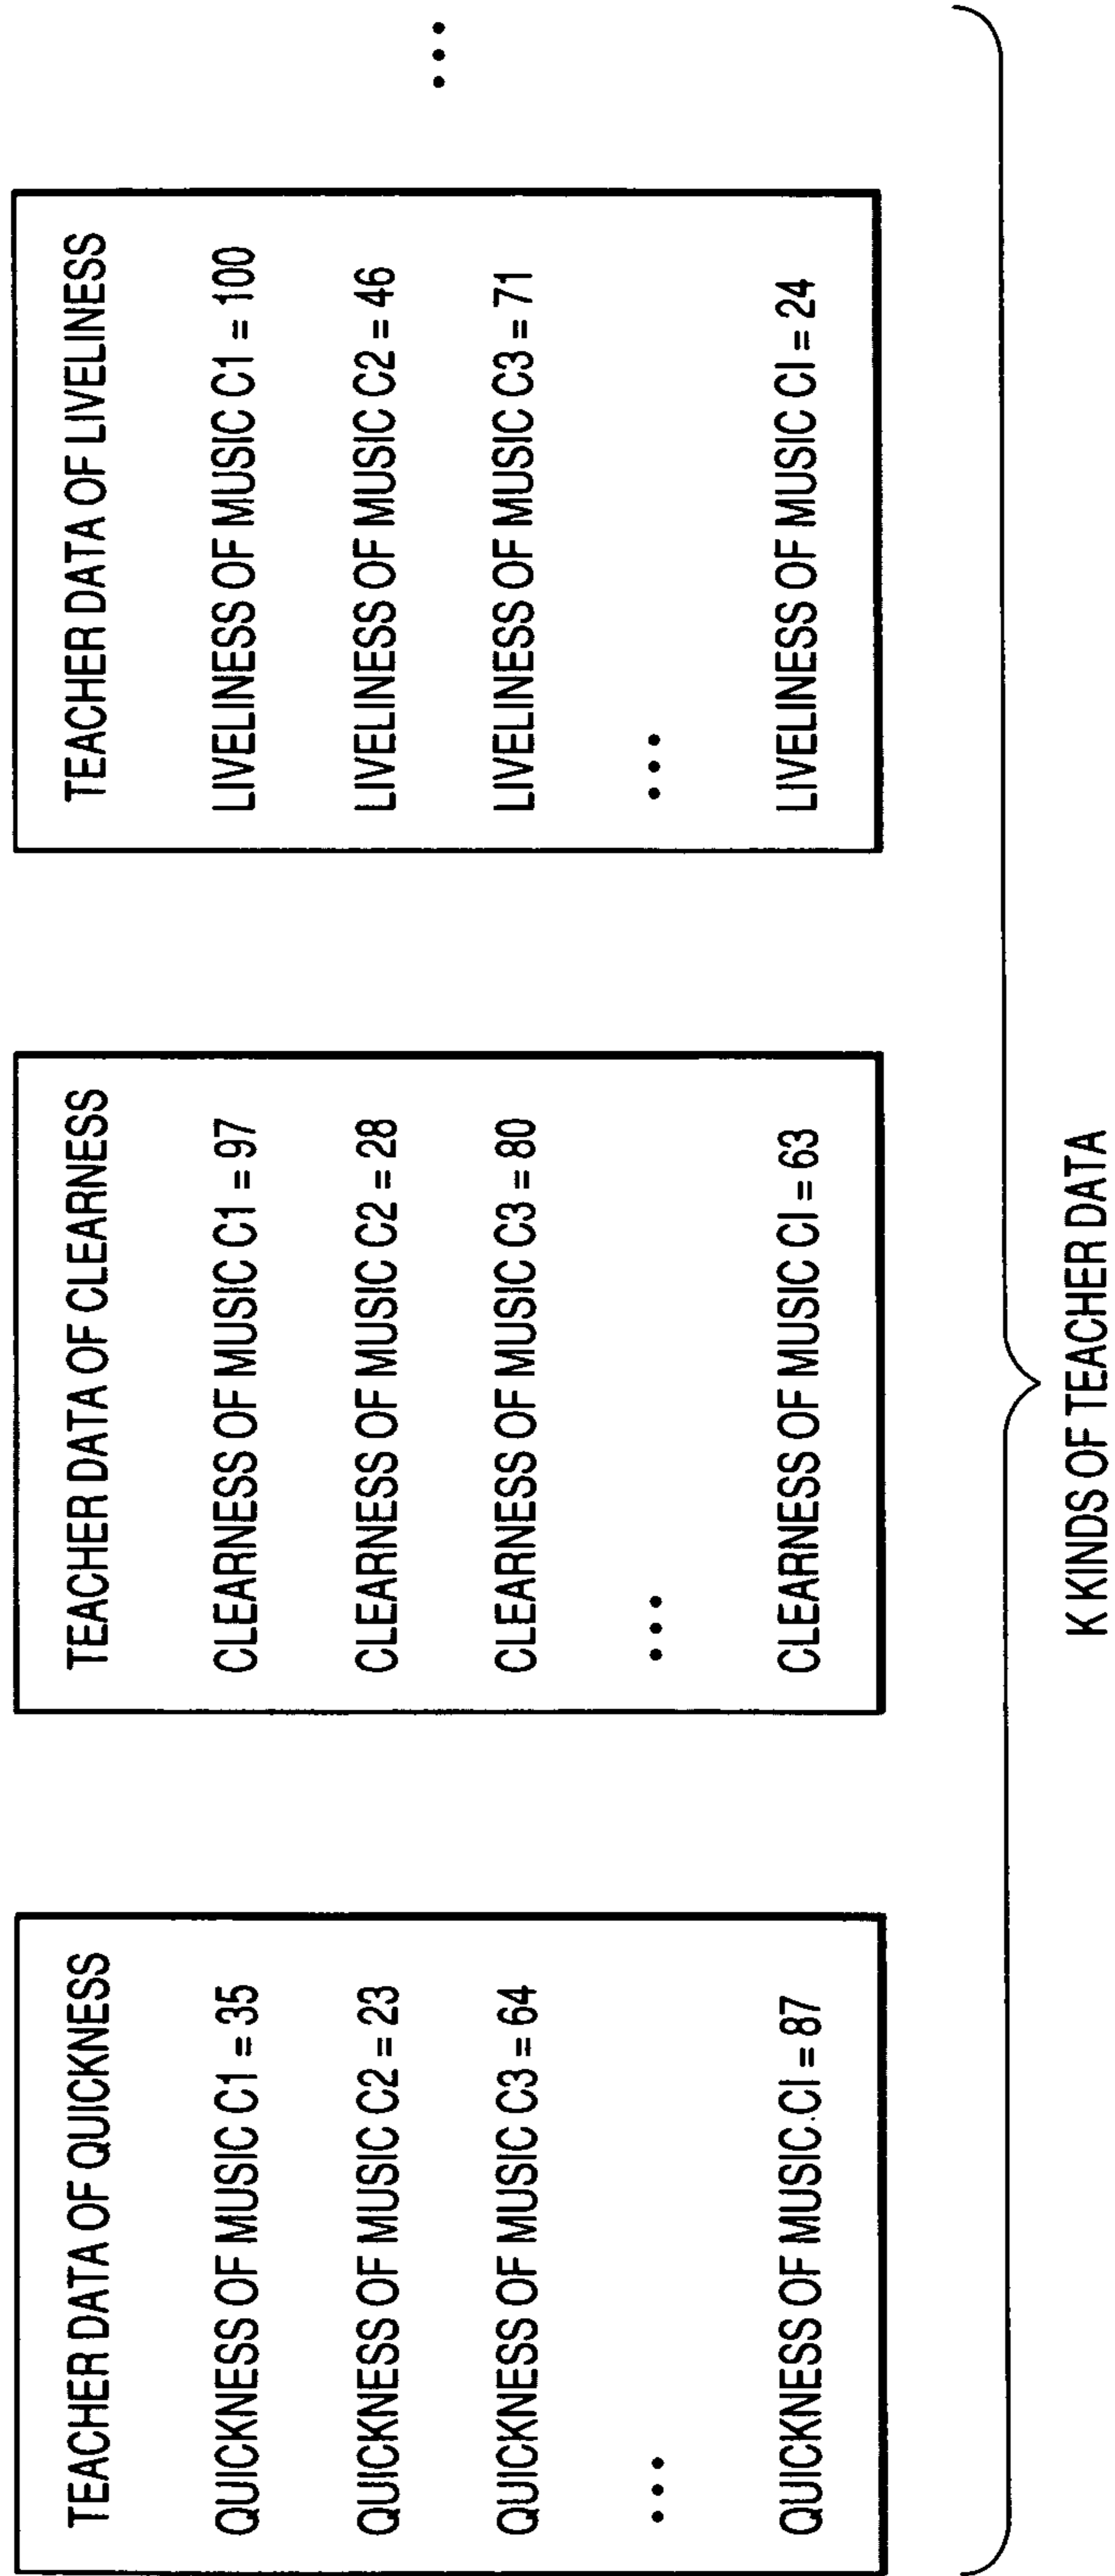 TEACHER DATA OF QUICKNESS
QUICKNESS OF MUSIC C1 = 35
QUICKNESS OF MUSIC C2 = 23
QUICKNESS OF MUSIC C3 = 64
•••
QUICKNESS OF MUSIC CI = 87
TEACHER DATA OF CLEARNESS
CLEARNESS OF MUSIC C1 = 97
CLEARNESS OF MUSIC C2 = 28
CLEARNESS OF MUSIC C3 = 80
•••
CLEARNESS OF MUSIC CI = 63
TEACHER DATA OF LIVELINESS
LIVELINESS OF MUSIC C1 = 100
LIVELINESS OF MUSIC C2 = 46
LIVELINESS OF MUSIC C3 = 71
•••
LIVELINESS OF MUSIC CI = 24
•••
K KINDS OF TEACHER DATA